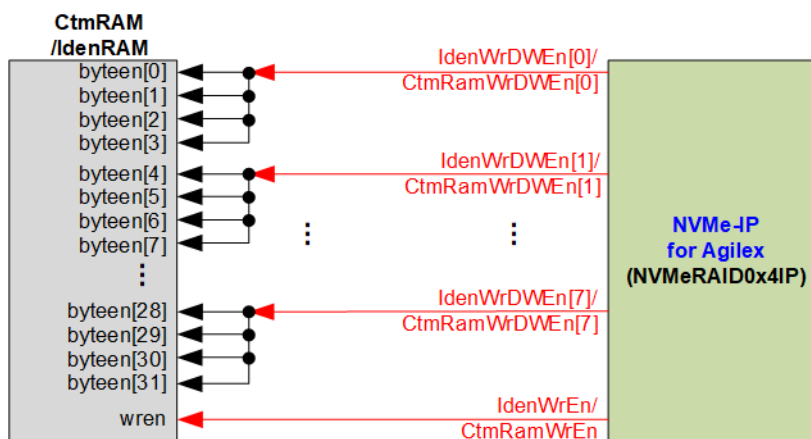 CtmRAM
/IdenRAM
byteen[0]
byteen[1]
byteen[2]
byteen[3]
byteen[4]
byteen[5]
byteen[6]
byteen[7]
byteen[28]
byteen[29]
byteen[30]
byteen[31]
wren
IdenWrDWEn[0]/
CtmRamWrDWEn[0]
IdenWrDWEn[1]/
CtmRamWrDWEn[1]
IdenWrDWEn[7]/
CtmRamWrDWEn[7]
IdenWrEn/
CtmRamWrEn
NVMe-IP
for Agilex
(NVMeRAID0x4IP)